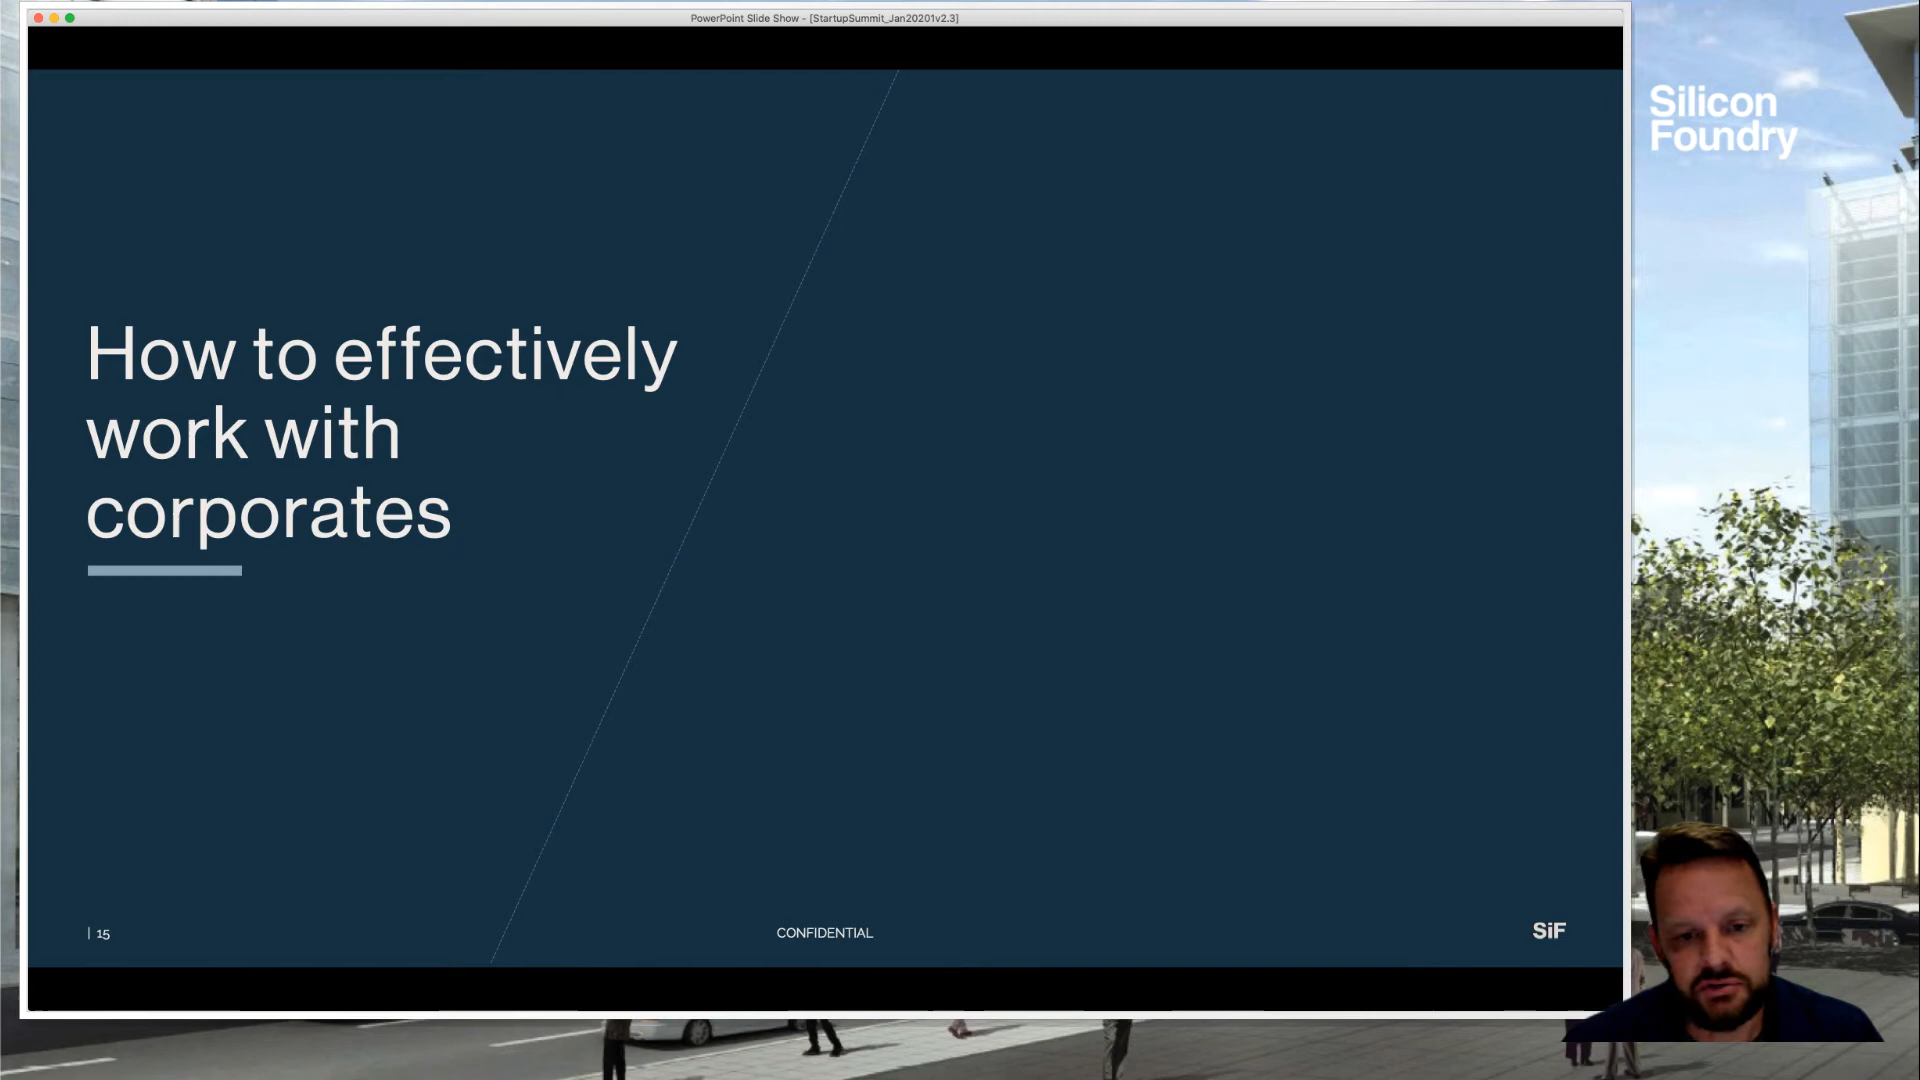 PowerPoint Slide Show - [StartupSummit_Jan20201v2.3]
Silicon
Foundry
How to effectively
work with
corporates
| 15
CONFIDENTIAL
SiF